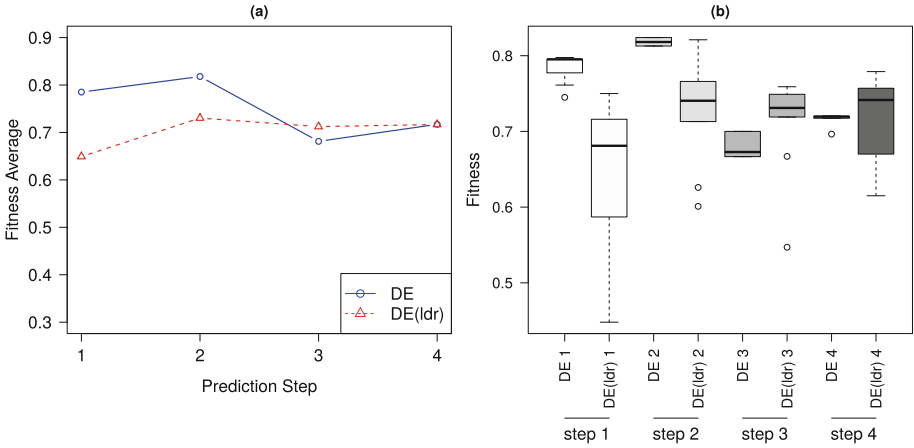 (a)
Fitness Average
0.9
0.8
0.7
0.6
0.5
0.4
0.3
DE
DE(ldr)
1 2 3 4
Prediction Step
(b)
Fitness
0.8
0.7
0.6
0.5
DE 1
DE(ldr) 1
DE 2
DE(ldr) 2
DE 3
DE(ldr) 3
DE 4
DE(ldr) 4
step 1 step 2 step 3 step 4